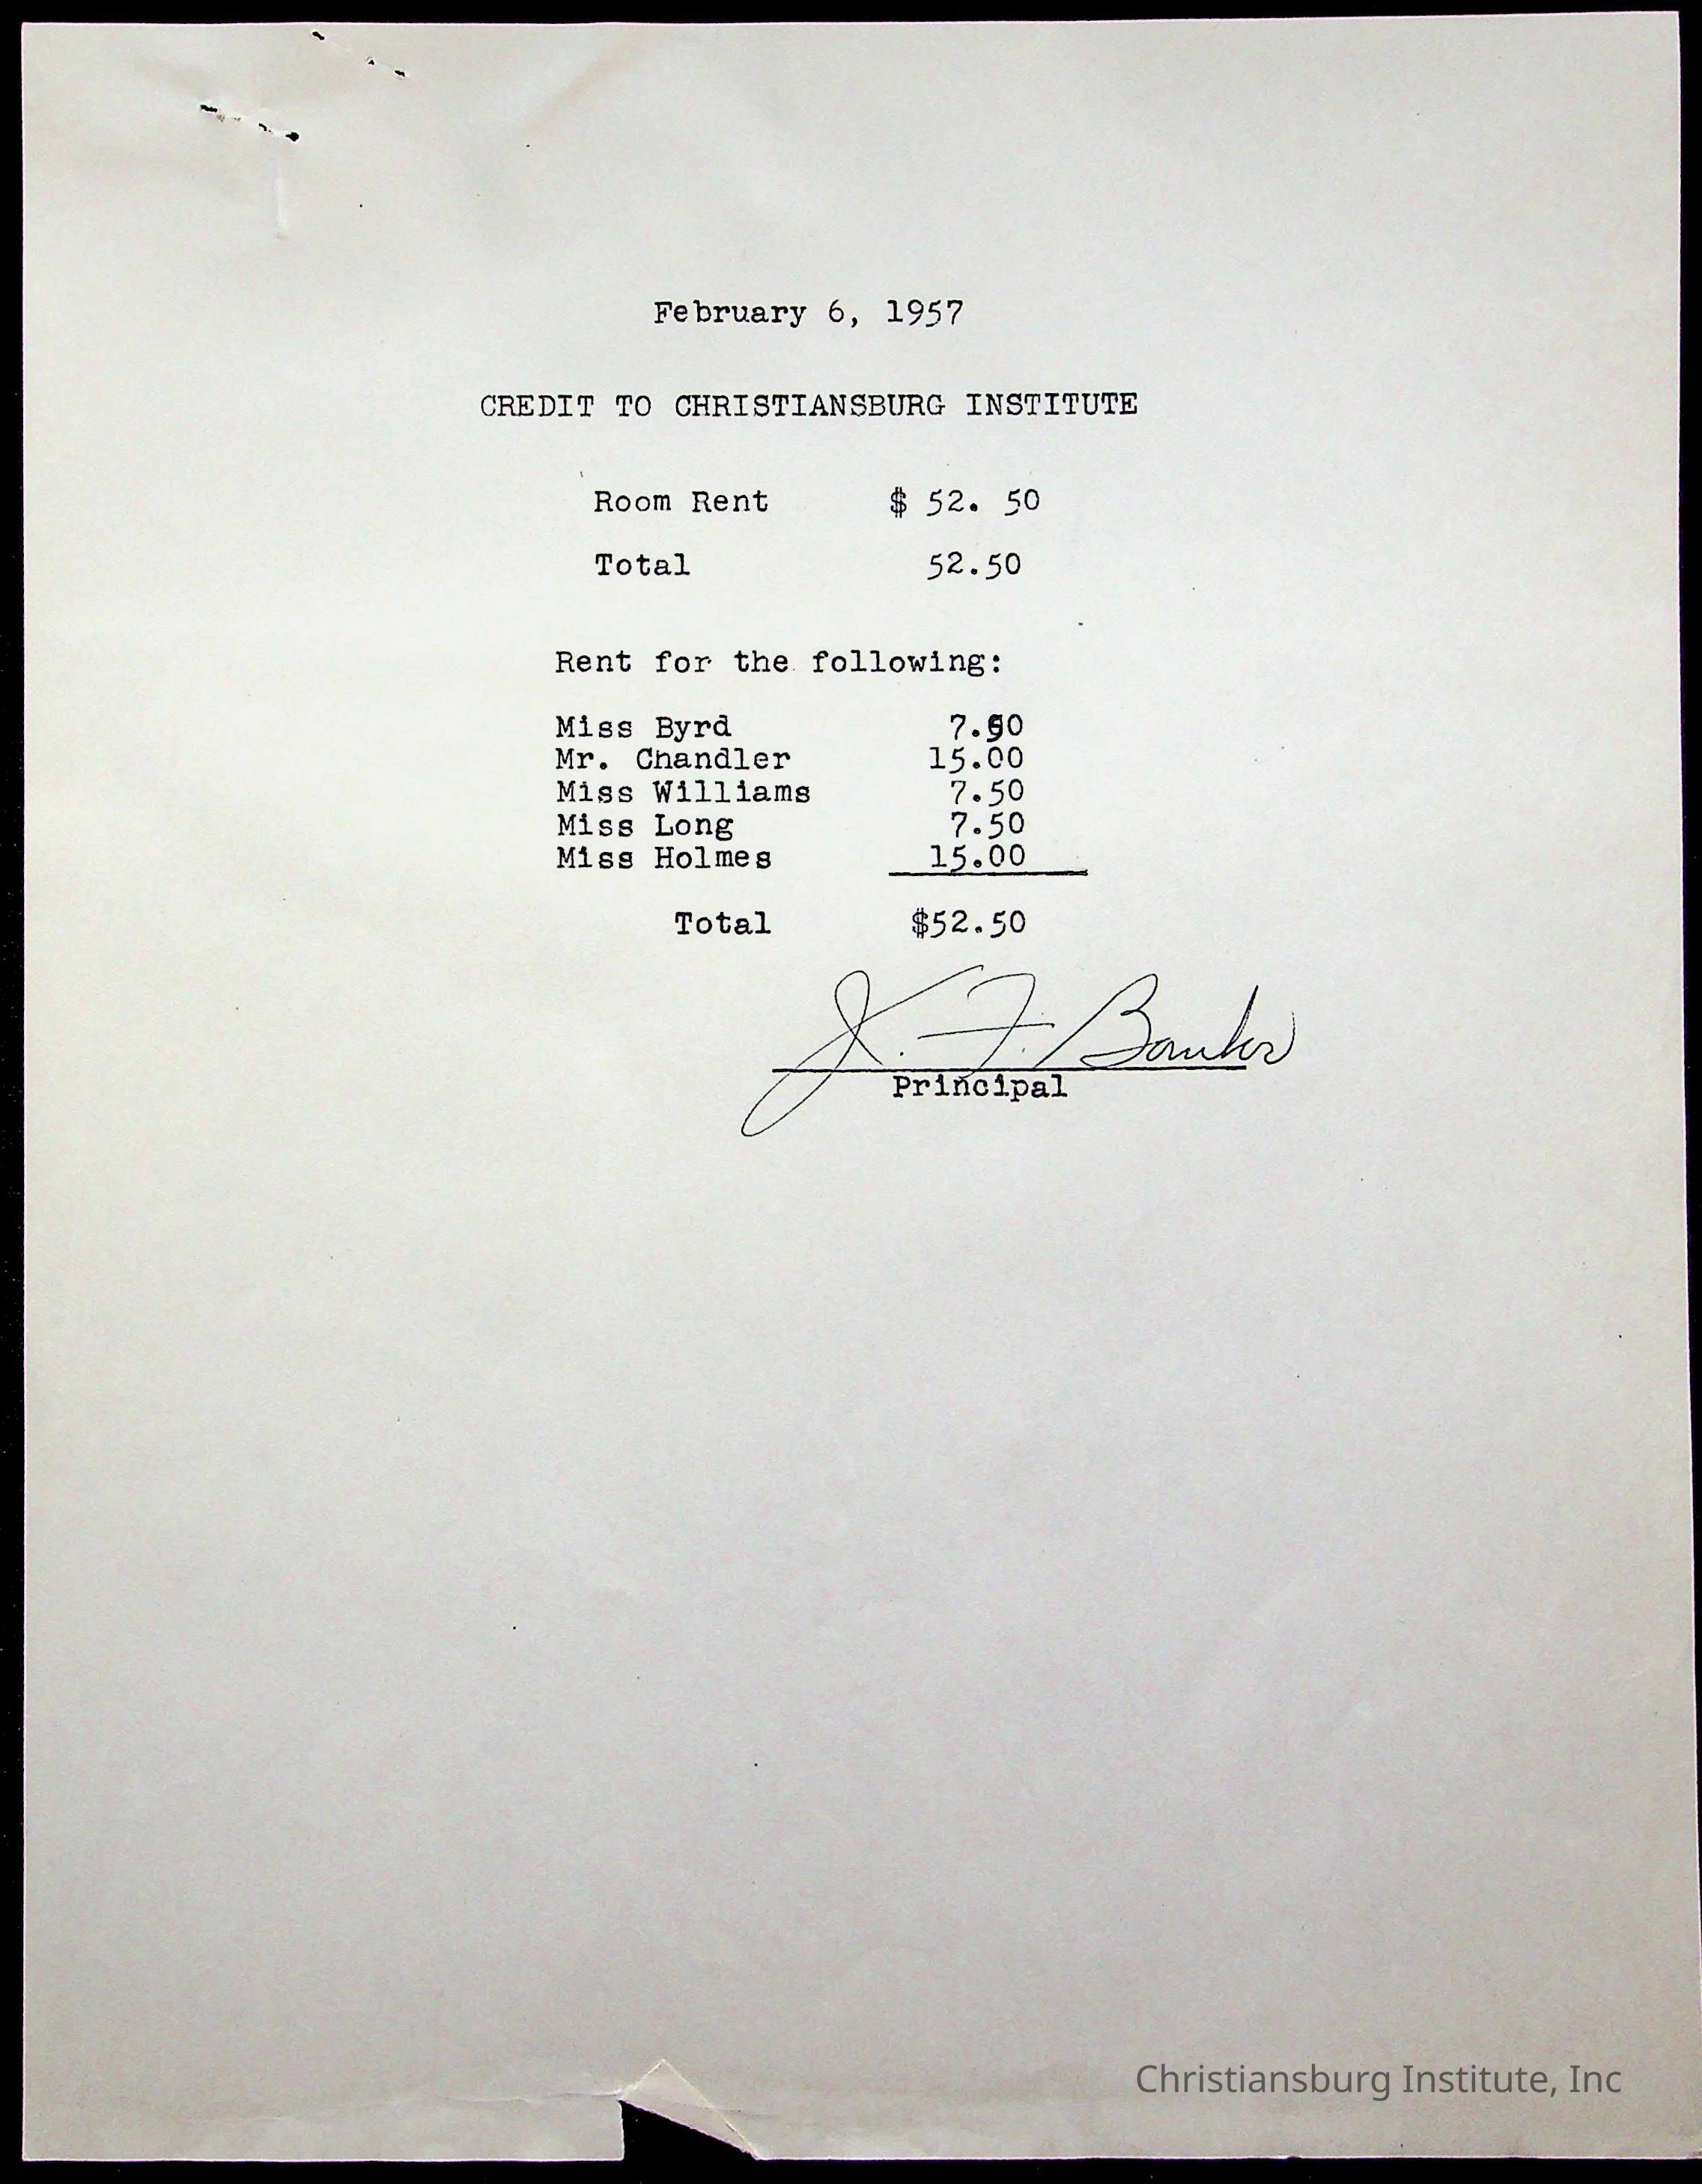 February 6, 1957
CREDIT TO CHRISTIANSBURG INSTITUTE
Room Rent $ 52. 50
Total 52.50
Rent for the following:
Miss Byrd 7.50
Mr. Chandler 15.00
Miss Williams 7.50
Miss Long 7.50
Miss Holmes 15.00
Total $52.50
F.
Principal
Christiansburg Institute, Inc